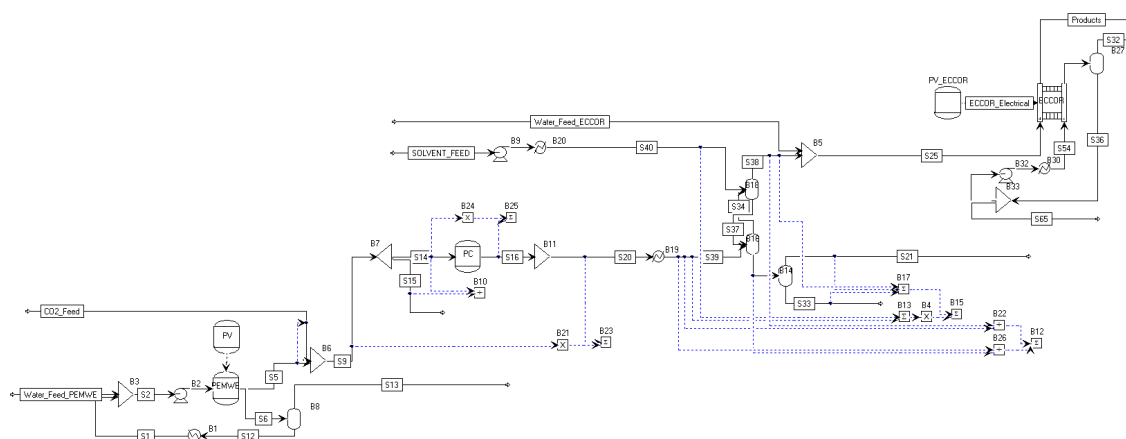 Products
S32
B27
PV_ECCOR
ECCOR_Electrical
ECCOR
Water_Feed_ECCOR
B9
B20
SOLVENT_FEED
S40
S38
B5
S25
S54
S36
B32
B30
B33
S65
B18
S34
S37
B16
B24
B25
B7
S14
PC
S16
B11
S20
B19
S39
B14
S21
S15
B10
S33
B17
B13
B4
B15
B22
B12
B26
CO2_Feed
PV
B6
S9
B21
B23
S5
PEMWE
Water_Feed_PEMWE
B3
S2
B2
S6
B8
S13
S1
B1
S12